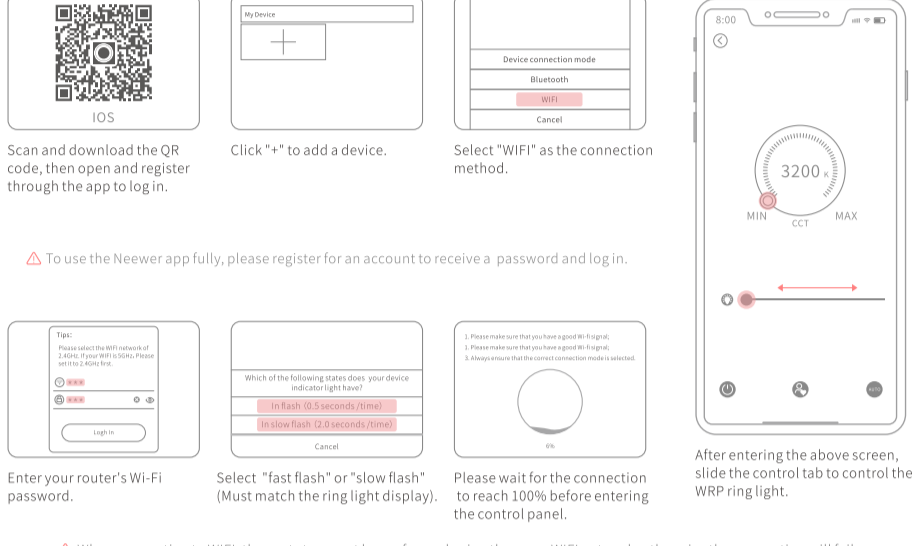 My Device
Device connection mode
Bluetooth
WIFI
Cancel
IOS
8:00
3200 K
MIN
CCT
MAX
AUTO
Scan and download the QR
code, then open and register
through the app to log in.
Click "+" to add a device.
Select "WIFI" as the connection
method.
To use the Neewer app fully, please register for an account to receive a password and log in.
Tips:
Please select the WIFI network of
2.4GHz. If your WIFI is 5GHz, Please
set it to 2.4GHz first.
***
***
Logh In
Which of the following states does your device
indicator light have?
In flash (0.5 seconds /time)
In slow flash (2.0 seconds /time)
Cancel
1. Please make sure that you have a good Wi-fi signal;
1. Please make sure that you have a good Wi-fi signal;
3. Always ensure that the correct connection mode is selected.
6%
Enter your router's Wi-Fi
password.
Select "fast flash" or "slow flash"
(Must match the ring light display).
Please wait for the connection
to reach 100% before entering
the control panel.
After entering the above screen,
slide the control tab to control the
WRP ring light.